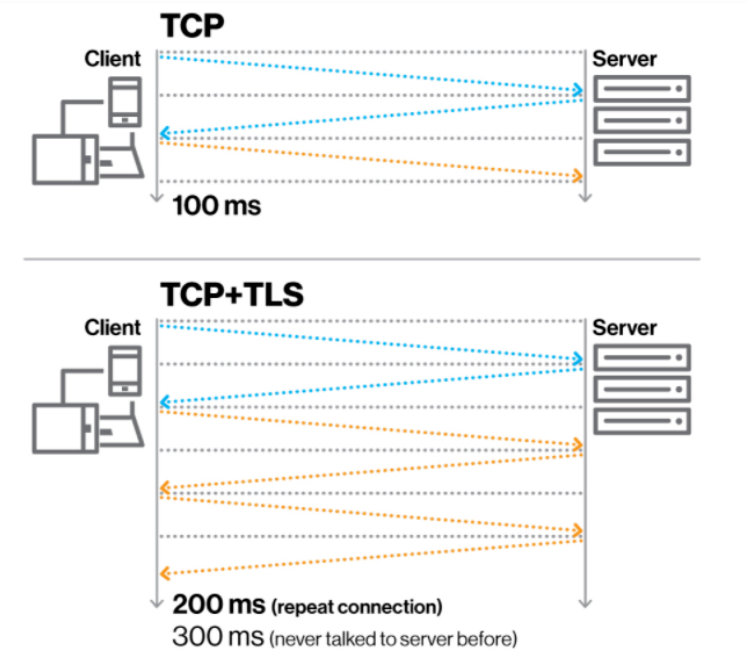 TCP
Client
Server
100 ms
TCP+TLS
Client
Server
200 ms (repeat connection)
300 ms (never talked to server before)